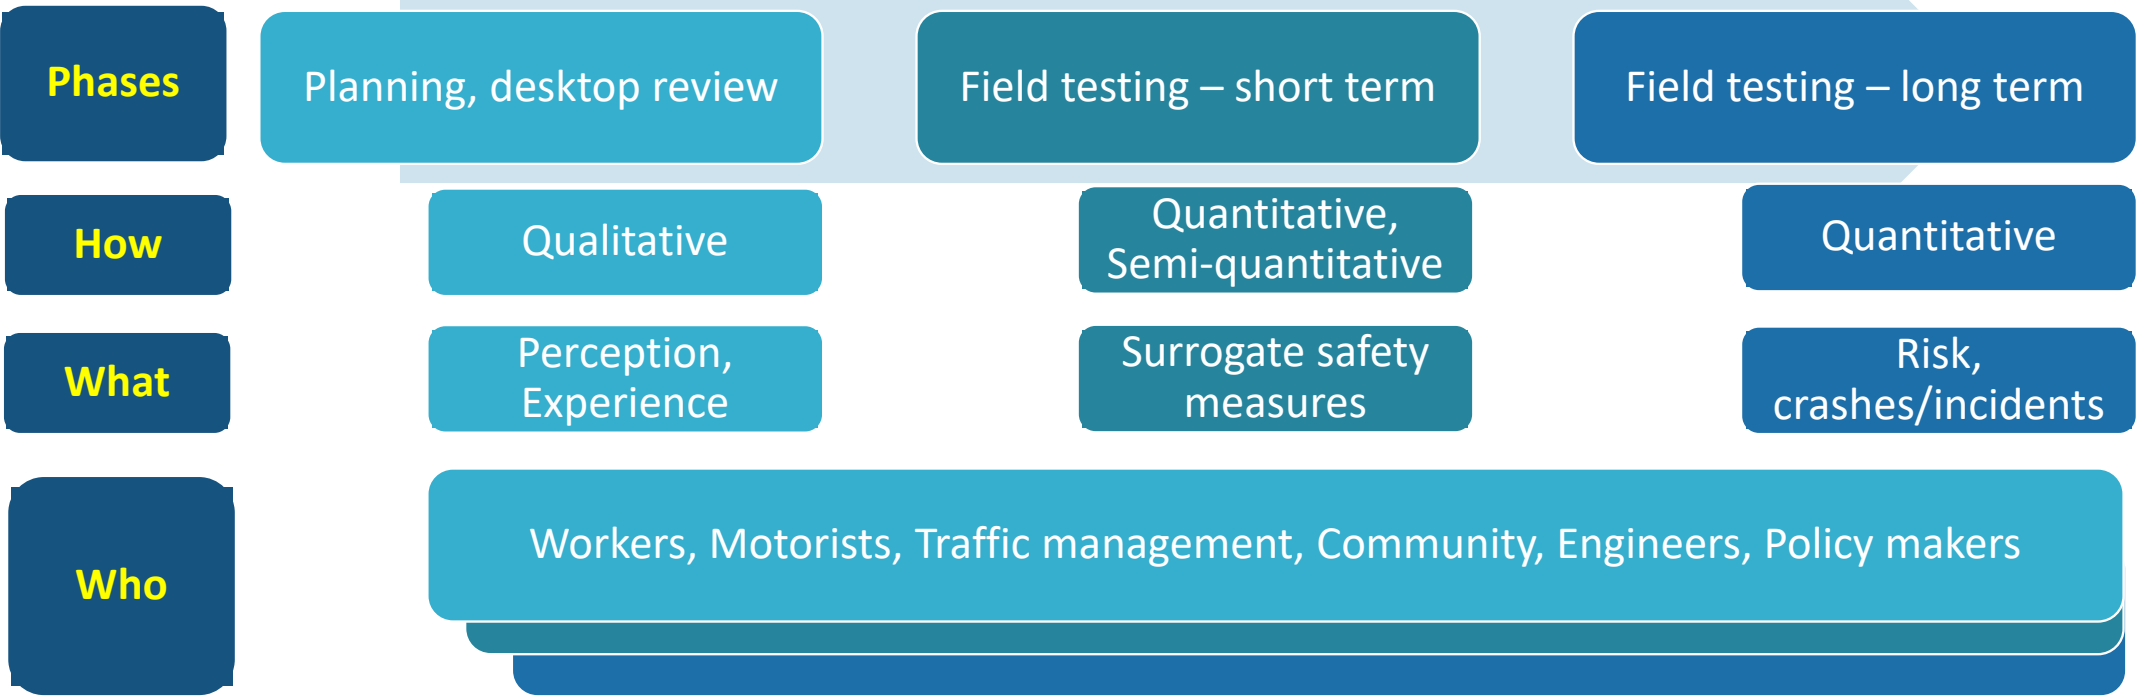 Phases
Planning, desktop review
Field testing – short term
Field testing – long term
How
Qualitative
Quantitative,
Semi-quantitative
Quantitative
What
Perception,
Experience
Surrogate safety
measures
Risk,
crashes/incidents
Who
Workers, Motorists, Traffic management, Community, Engineers, Policy makers